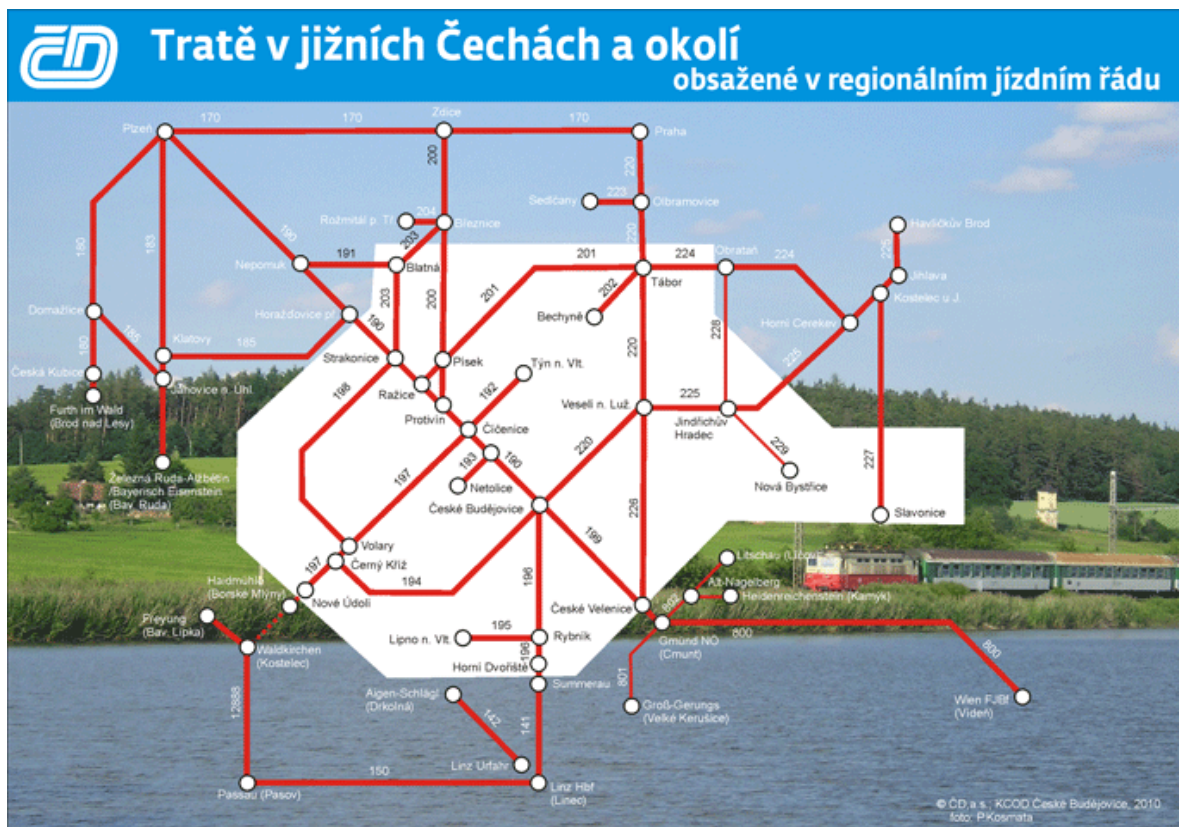 ČD
Tratě v jižních Čechách a okolí
obsažené v regionálním jízdním řádu
170
170
170
Plzeň
Zdice
Praha
200
220
Sedlčany
223
Olbramovice
Rožmitál p. Tř.
204
Březnice
Havlíčkův Brod
180
183
190
191
203
220
201
224
Obrataň
224
225
Nepomuk
Blatná
Tábor
Jihlava
203
200
201
202
Kostelec u J.
Domažlice
Horažďovice př.
Bechyně
228
Horní Cerekev
185
190
220
225
Klatovy
185
Strakonice
Písek
Týn n. Vlt.
180
Česká Kubice
Janovice n. Úhl.
198
Ražice
192
225
Furth im Wald
(Brod nad Lesy)
Protivín
Veselí n. Luž.
Jindřichův
Hradec
Čičenice
220
229
227
Železná Ruda-Alžbětín
/Bayerisch Eisenstein
(Bav. Ruda)
197
193
190
Netolice
Nová Bystřice
České Budějovice
226
Slavonice
199
Volary
197
Černý Kříž
196
Litschau (Ličov)
Haidmühle
(Borské Mlýny)
194
Alt-Nagelberg
Nové Údolí
České Velenice
802
Heidenreichenstein (Kamýk)
Freyung
(Bav. Lipka)
195
800
Lipno n. Vlt.
Rybník
Gmünd NÖ
(Cmunt)
800
Waldkirchen
(Kostelec)
196
Horní Dvořiště
801
Summerau
12888
Aigen-Schlägl
(Drkolná)
142
141
Groß-Gerungs
(Velké Kerušice)
Wien FJBf
(Vídeň)
Linz Urfahr
150
Passau (Pasov)
Linz Hbf
(Linec)
© ČD,a.s.; KCOD České Budějovice, 2010
foto: P.Kosmata